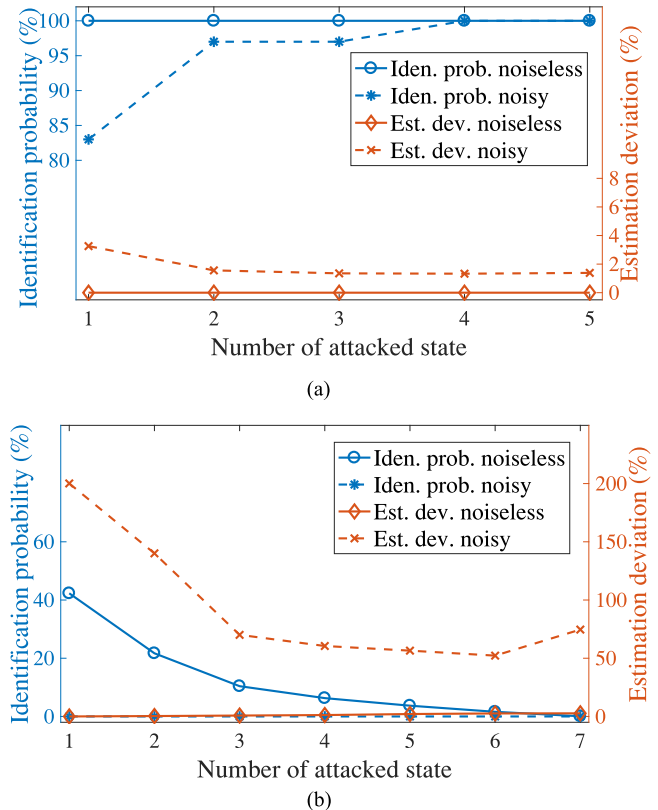 Identification probability (%)
100
95
90
85
80
Iden. prob. noiseless
Iden. prob. noisy
Est. dev. noiseless
Est. dev. noisy
8
6
4
2
0
Estimation deviation (%)
1
2
3
4
5
Number of attacked state
(a)
Identification probability (%)
60
40
20
0
Iden. prob. noiseless
Iden. prob. noisy
Est. dev. noiseless
Est. dev. noisy
200
150
100
50
0
Estimation deviation (%)
1
2
3
4
5
6
7
Number of attacked state
(b)